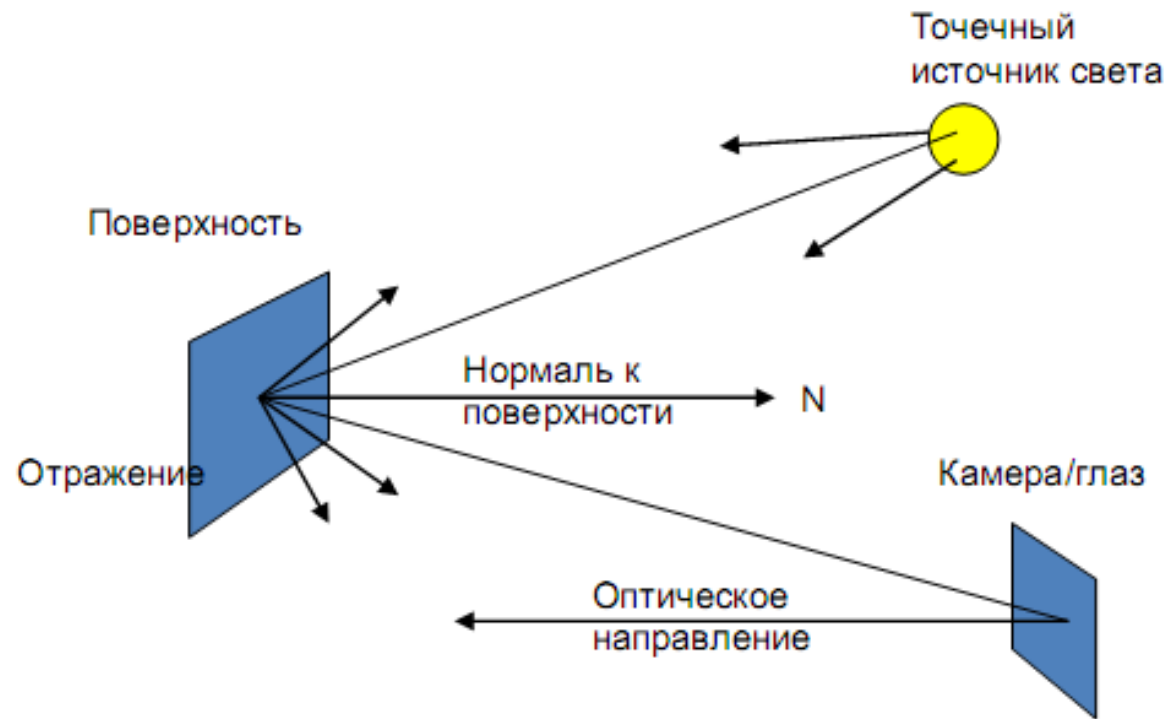 Точечный
источник света
Поверхность
Нормаль к
поверхности
N
Отражение
Камера/глаз
Оптическое
направление